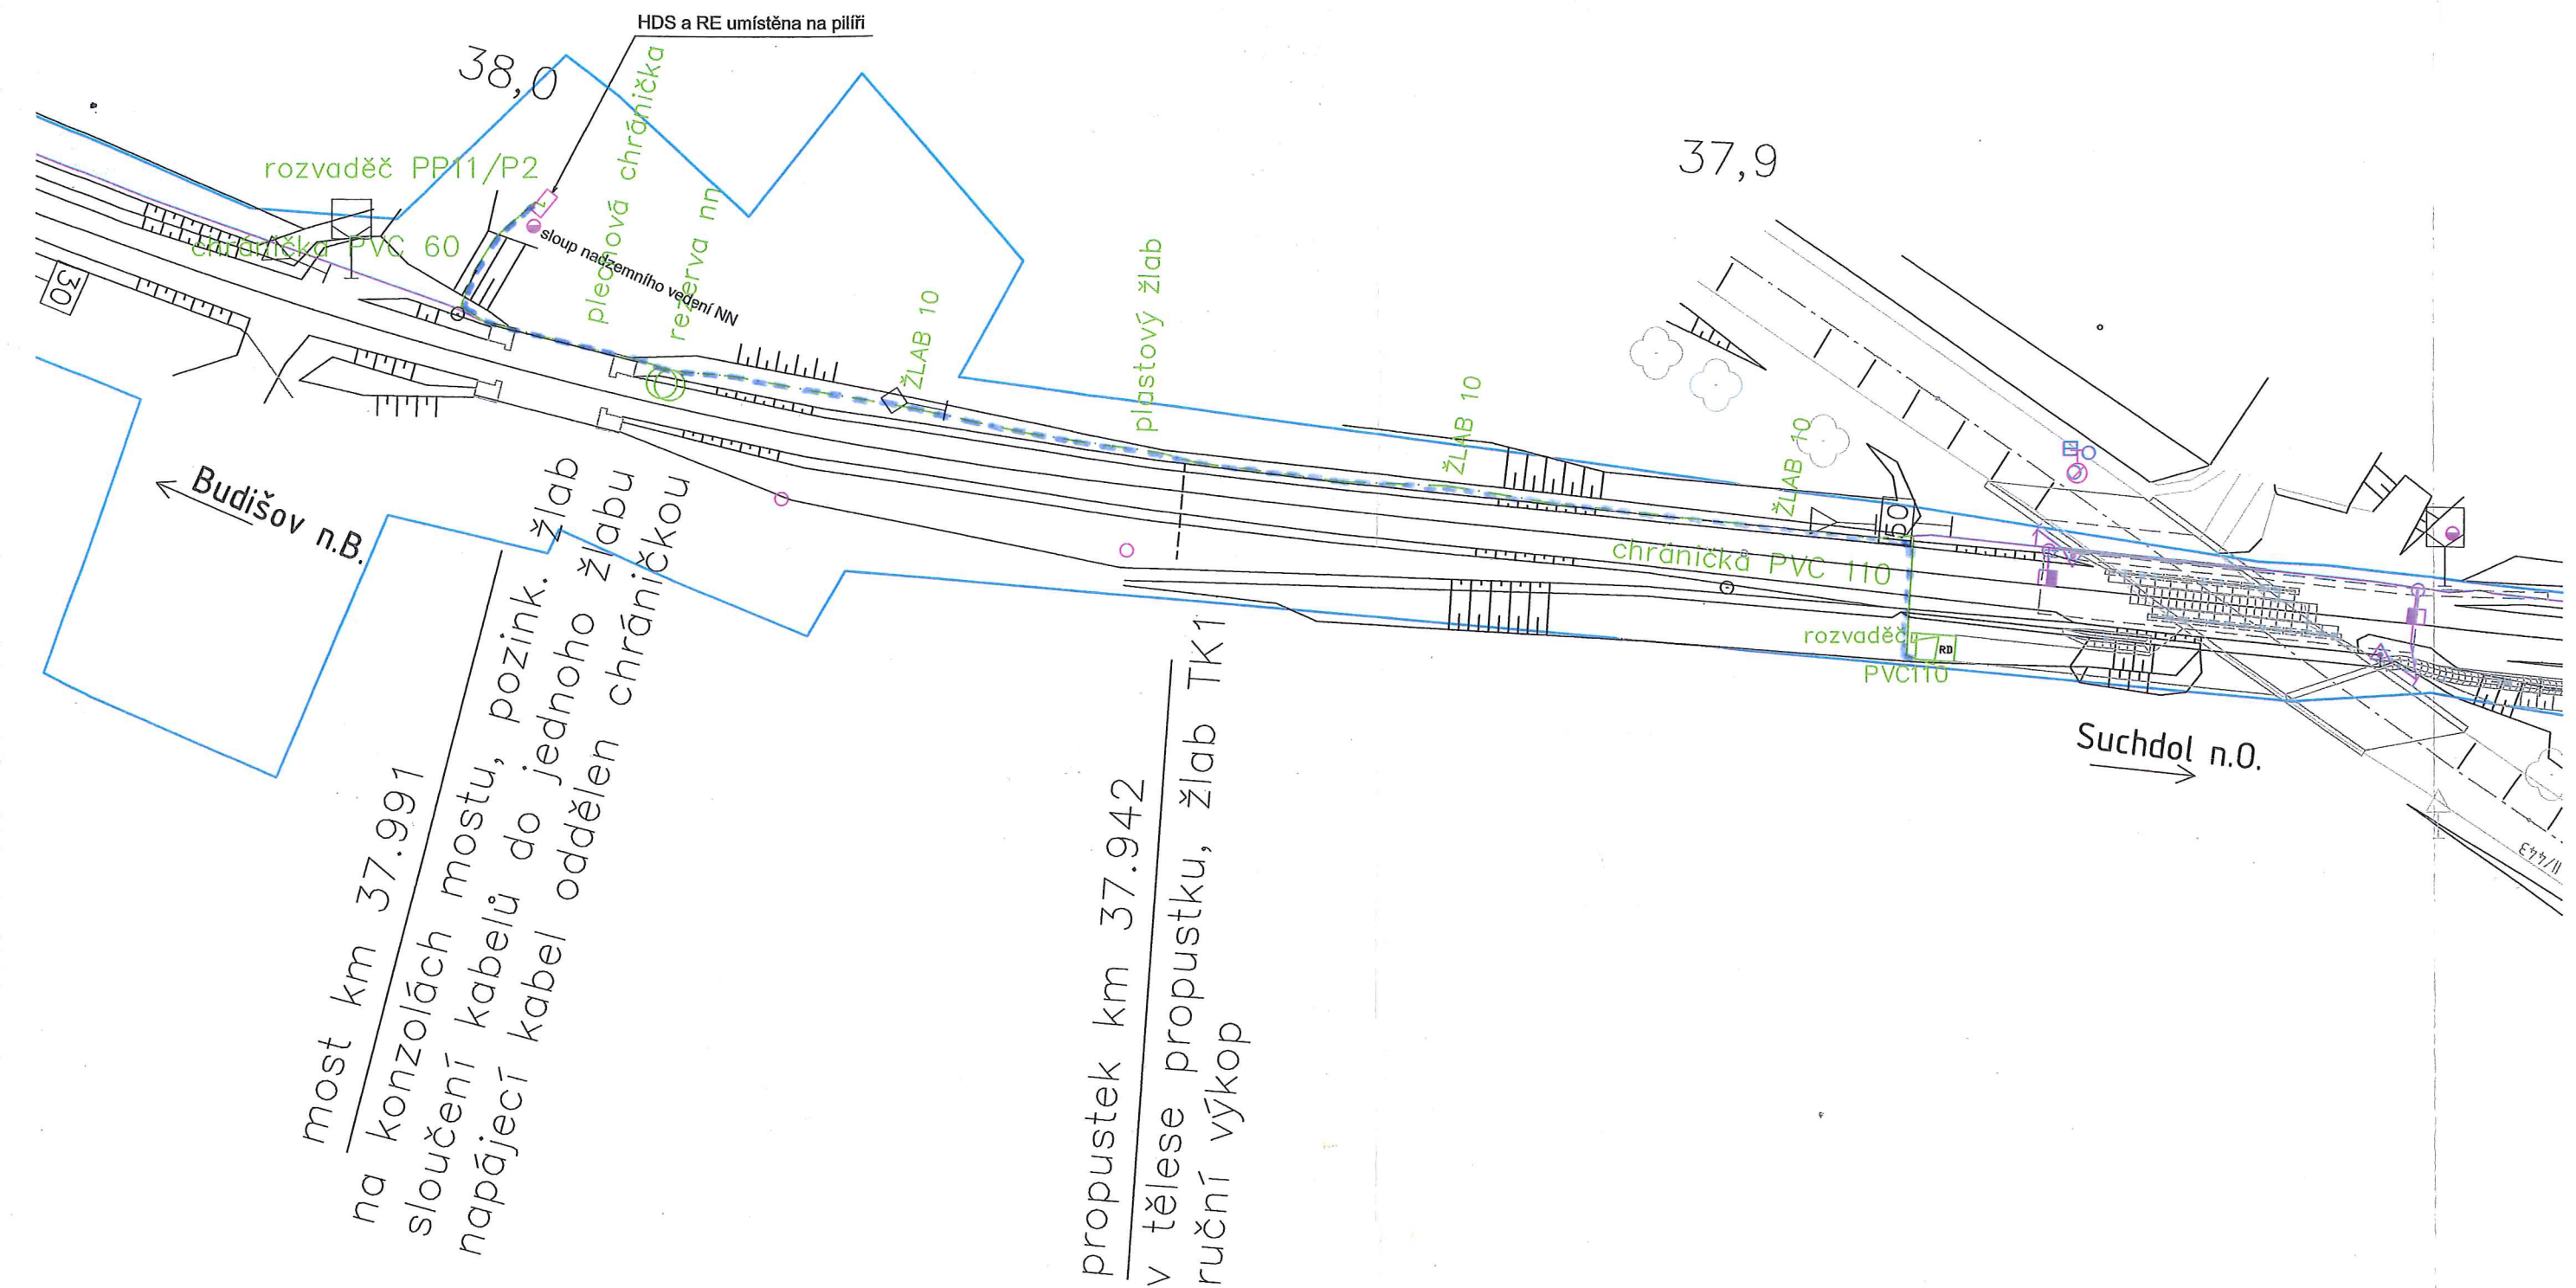 HDS a RE umístěna na pilíři
38,0
37,9
rozvaděč PP11/P2
chránička PVC 60
plechová chránička
rezerva nn
sloup nadzemního vedení NN
30
ŽLAB 10
plastový žlab
ŽLAB 10
ŽLAB 10
50
chránička PVC 110
rozvaděč
RD
PVC110
Budišov n.B.
Suchdol n.O.
II/443
most km 37.991
na konzolách mostu, pozink. žlab
sloučení kabelů do jednoho žlabu
napájecí kabel oddělen chráničkou
propustek km 37.942
v tělese propustku, žlab TK1
ruční výkop